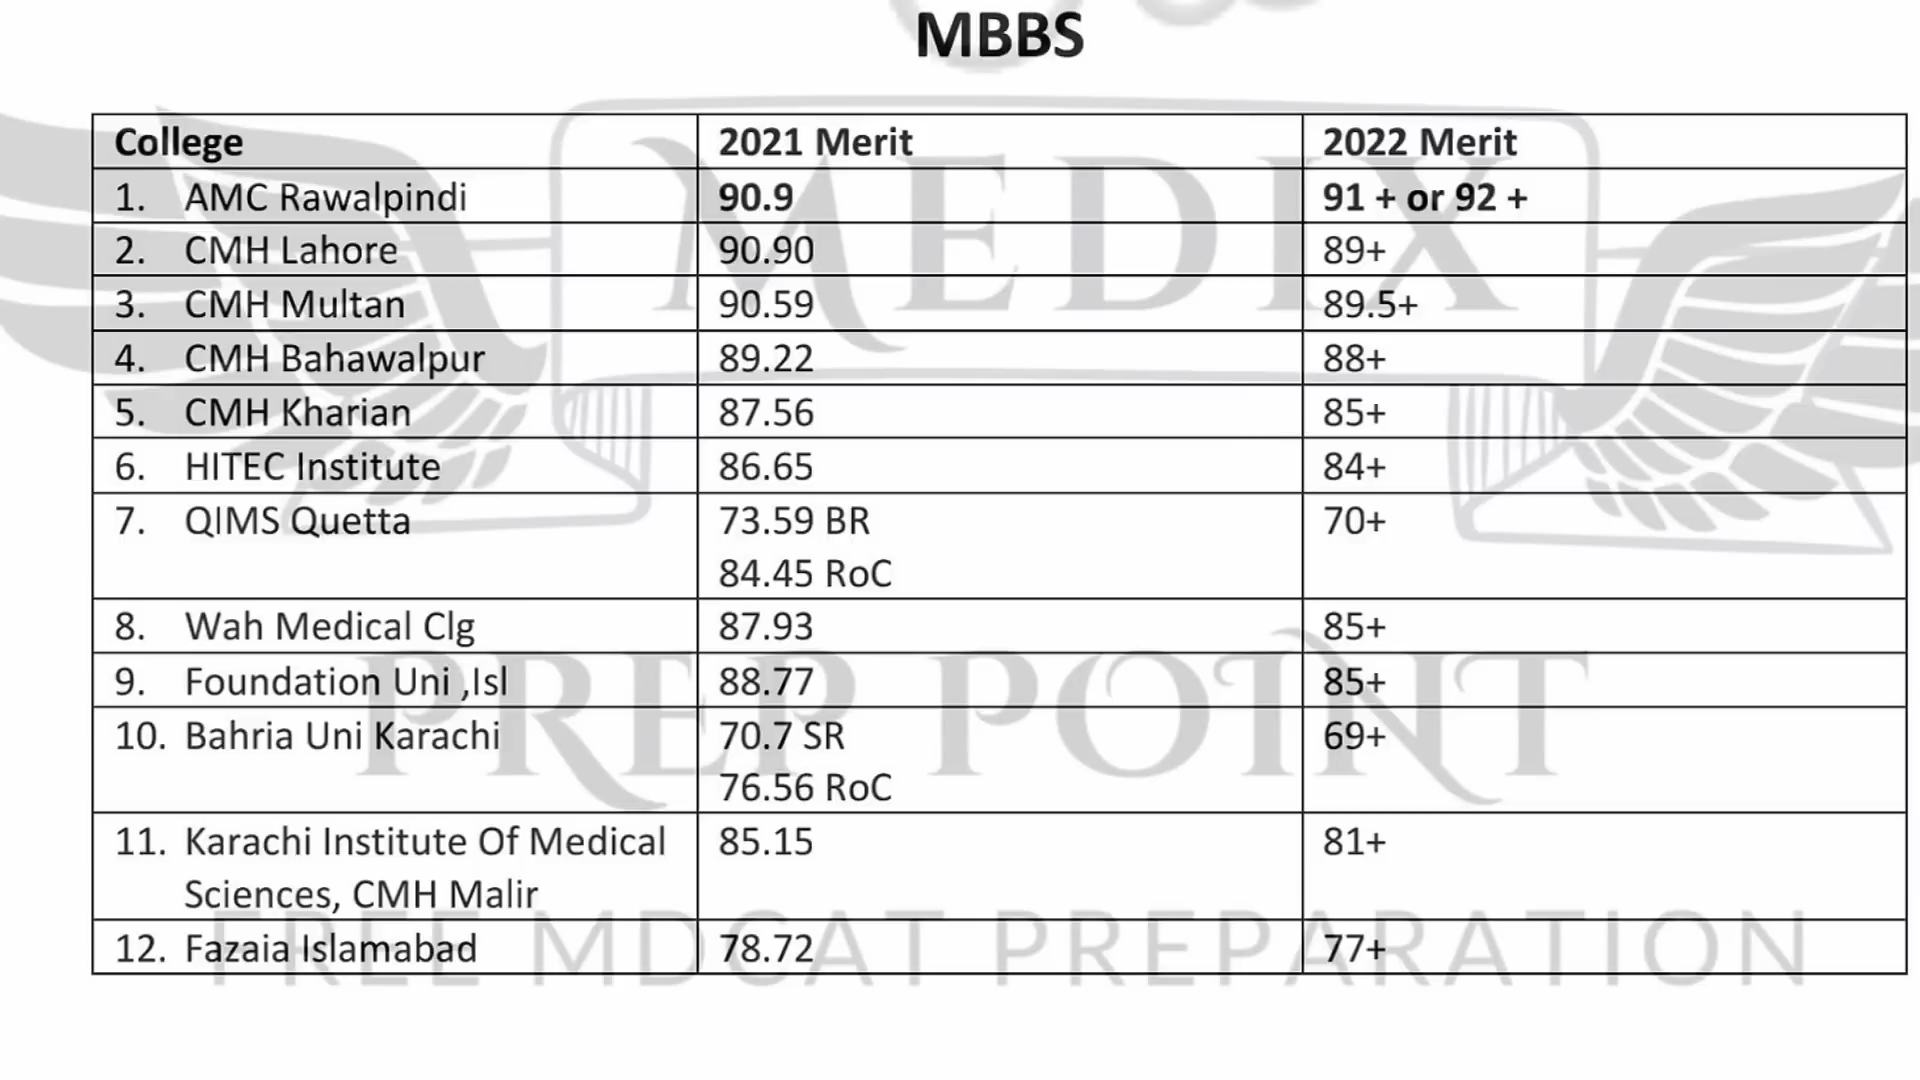 MBBS
College 2021 Merit 2022 Merit
1. AMC Rawalpindi 90.9 91 + or 92 +
2. CMH Lahore 90.90 89+
3. CMH Multan 90.59 89.5+
4. CMH Bahawalpur 89.22 88+
5. CMH Kharian 87.56 85+
6. HITEC Institute 86.65 84+
7. QIMS Quetta 73.59 BR 70+
84.45 RoC
8. Wah Medical Clg 87.93 85+
9. Foundation Uni ,Isl 88.77 85+
10. Bahria Uni Karachi 70.7 SR 69+
76.56 RoC
11. Karachi Institute Of Medical 85.15 81+
Sciences, CMH Malir
12. Fazaia Islamabad 78.72 77+
MEDIX
PREP POINT
FREE MDCAT PREPARATION